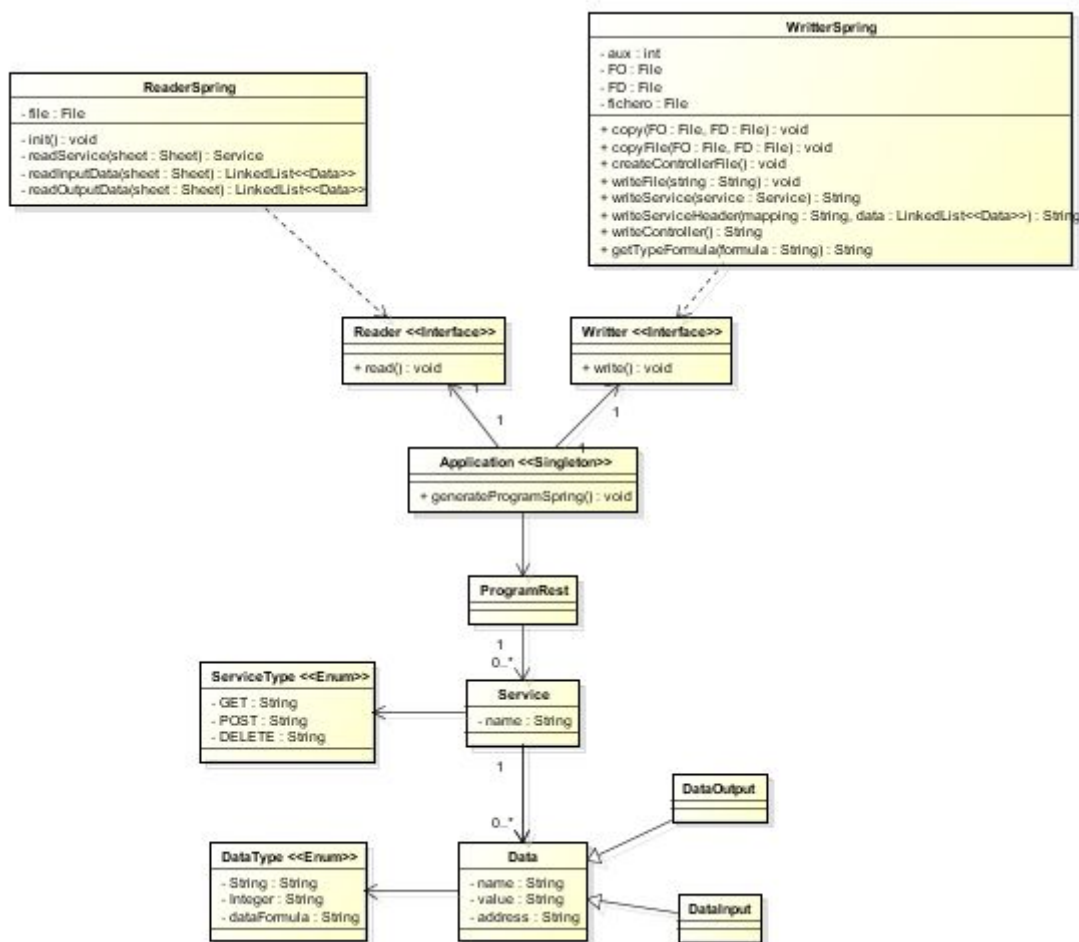 WritterSpring
- aux : int
- FO : File
- FD : File
- fichero : File
+ copy(FO : File, FD : File) : void
+ copyFile(FO : File, FD : File) : void
+ createControllerFile() : void
+ writeFile(string : String) : void
+ writeService(service : Service) : String
+ writeServiceHeader(mapping : String, data : LinkedList<<Data>>) : String
+ writeController() : String
+ getTypeFormula(formula : String) : String
ReaderSpring
- file : File
- init() : void
- readService(sheet : Sheet) : Service
- readInputData(sheet : Sheet) : LinkedList<<Data>>
- readOutputData(sheet : Sheet) : LinkedList<<Data>>
Reader <<Interface>>
+ read() : void
Writter <<Interface>>
+ write() : void
1
1
1
1
Application <<Singleton>>
+ generateProgramSpring() : void
ProgramRest
1
0..*
ServiceType <<Enum>>
- GET : String
- POST : String
- DELETE : String
Service
- name : String
1
0..*
DataOutput
DataType <<Enum>>
- String : String
- Integer : String
- dataFormula : String
Data
- name : String
- value : String
- address : String
DataInput